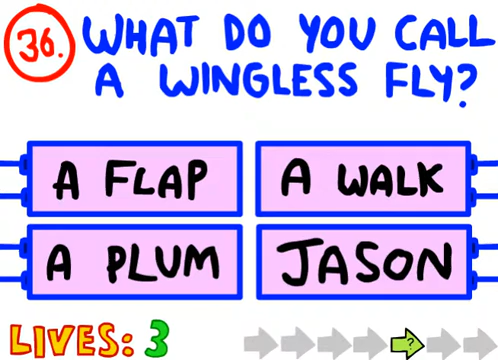 36. WHAT DO YOU CALL
A WINGLESS FLY?
A FLAP
A WALK
A PLUM
JASON
LIVES: 3
?